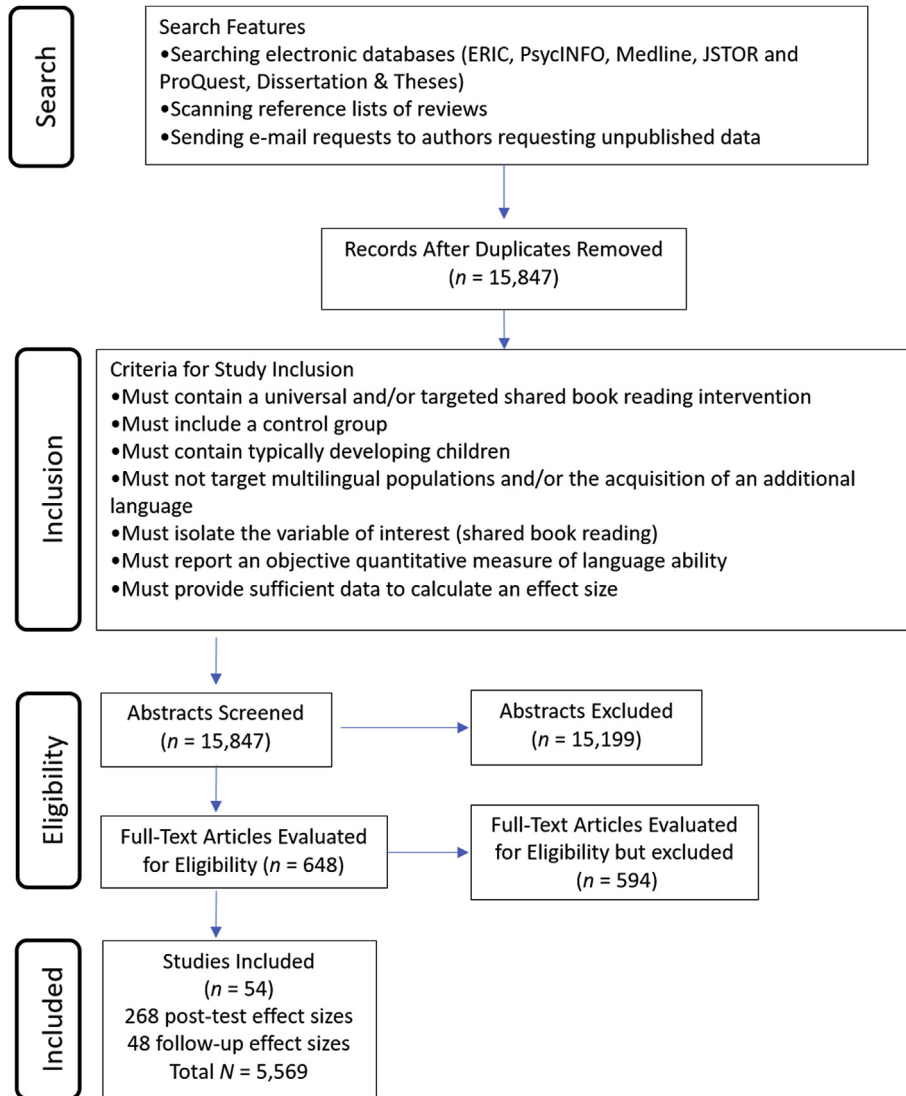 Search
Search Features
•Searching electronic databases (ERIC, PsycINFO, Medline, JSTOR and
ProQuest, Dissertation & Theses)
•Scanning reference lists of reviews
•Sending e-mail requests to authors requesting unpublished data
Records After Duplicates Removed
(n = 15,847)
Inclusion
Criteria for Study Inclusion
•Must contain a universal and/or targeted shared book reading intervention
•Must include a control group
•Must contain typically developing children
•Must not target multilingual populations and/or the acquisition of an additional
language
•Must isolate the variable of interest (shared book reading)
•Must report an objective quantitative measure of language ability
•Must provide sufficient data to calculate an effect size
Eligibility
Abstracts Screened
(n = 15,847)
Abstracts Excluded
(n = 15,199)
Full-Text Articles Evaluated
for Eligibility (n = 648)
Full-Text Articles Evaluated
for Eligibility but excluded
(n = 594)
Included
Studies Included
(n = 54)
268 post-test effect sizes
48 follow-up effect sizes
Total N = 5,569